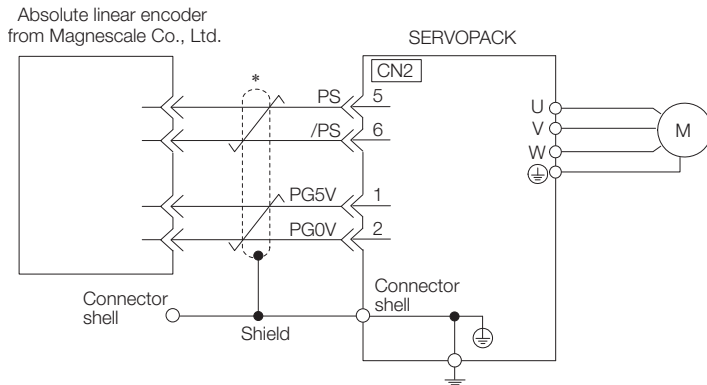 Absolute linear encoder
from Magnescale Co., Ltd.
SERVOPACK
CN2
*
PS 5
/PS 6
PG5V 1
PG0V 2
U
V
W
M
Connector
shell
Shield
Connector
shell